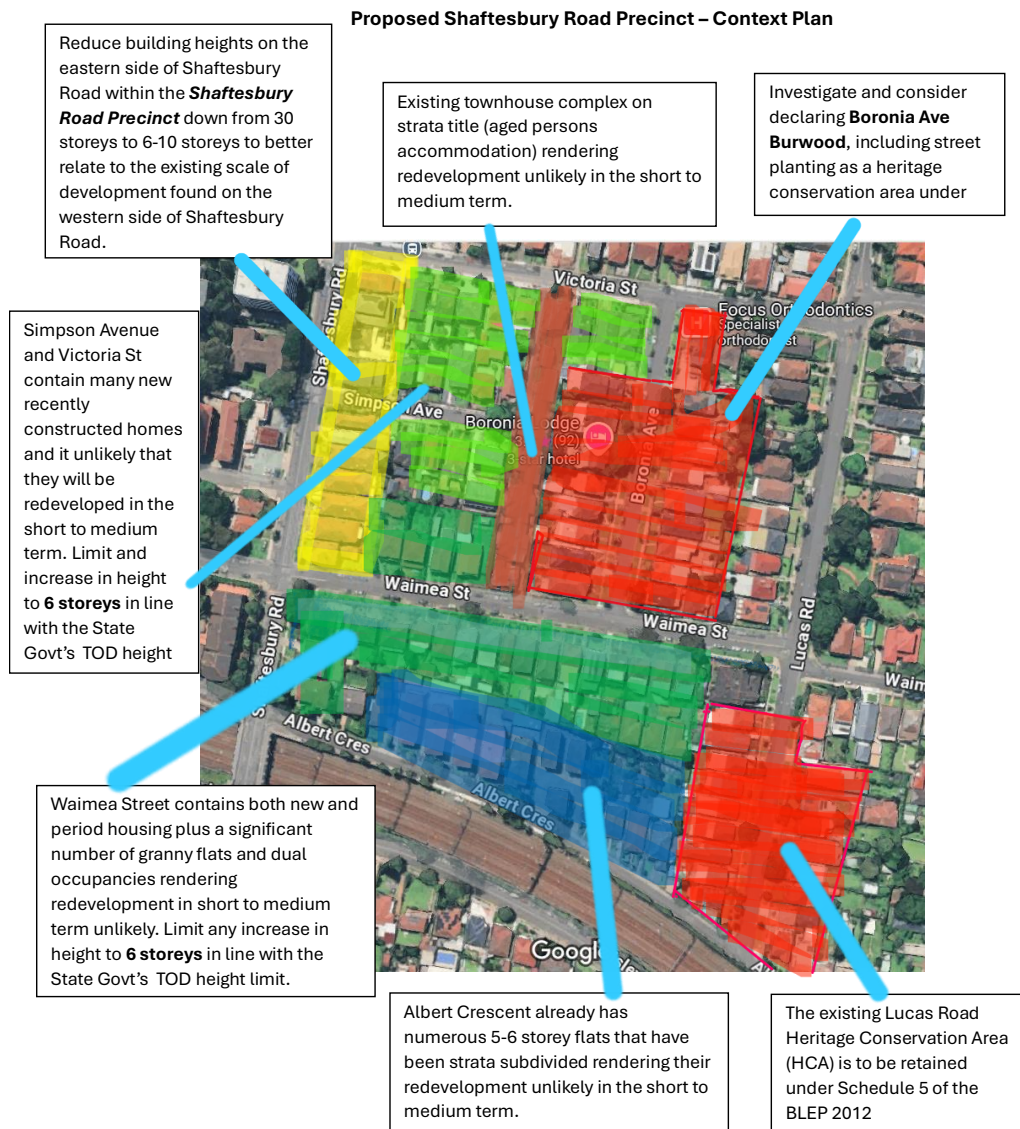 Proposed Shaftesbury Road Precinct – Context Plan
Reduce building heights on the
eastern side of Shaftesbury
Road within the Shaftesbury
Road Precinct down from 30
storeys to 6-10 storeys to better
relate to the existing scale of
development found on the
western side of Shaftesbury
Road.
Existing townhouse complex on
strata title (aged persons
accommodation) rendering
redevelopment unlikely in the short to
medium term.
Investigate and consider
declaring Boronia Ave
Burwood, including street
planting as a heritage
conservation area under
Simpson Avenue
and Victoria St
contain many new
recently
constructed homes
and it unlikely that
they will be
redeveloped in the
short to medium
term. Limit and
increase in height
to 6 storeys in line
with the State
Govt's TOD height
Victoria St
Shaftesbury Rd
Focus Orthodontics
Specialist
orthodontist
Simpson Ave
Boronia Lodge
(92)
hotel
Boronia Ave
Waimea St
Waimea St
Lucas Rd
Waim
Albert Cres
Albert Cres
Google
Waimea Street contains both new and
period housing plus a significant
number of granny flats and dual
occupancies rendering
redevelopment in short to medium
term unlikely. Limit any increase in
height to 6 storeys in line with the
State Govt's TOD height limit.
Albert Crescent already has
numerous 5-6 storey flats that have
been strata subdivided rendering their
redevelopment unlikely in the short to
medium term.
The existing Lucas Road
Heritage Conservation Area
(HCA) is to be retained
under Schedule 5 of the
BLEP 2012